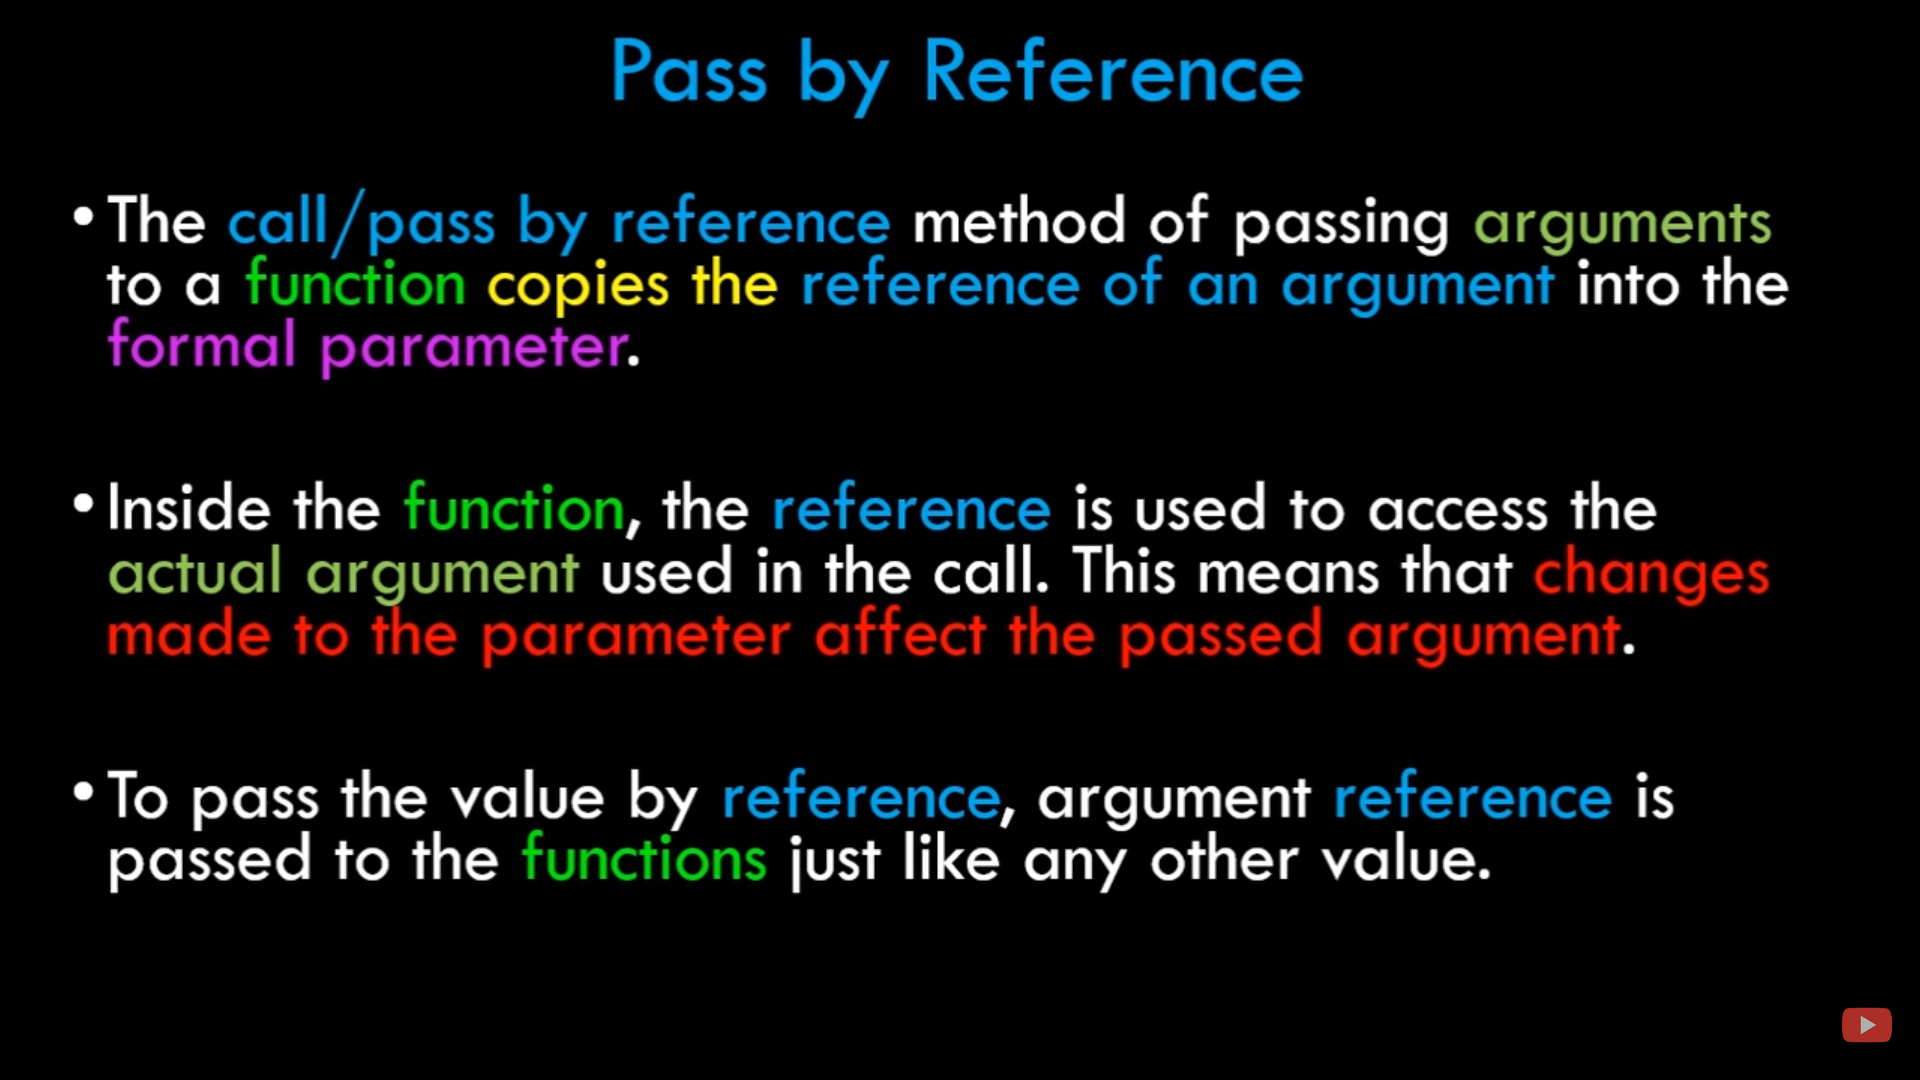 Pass by Reference
• The call/pass by reference method of passing arguments
to a function copies the reference of an argument into the
formal parameter.
• Inside the function, the reference is used to access the
actual argument used in the call. This means that changes
made to the parameter affect the passed argument.
• To pass the value by reference, argument reference is
passed to the functions just like any other value.